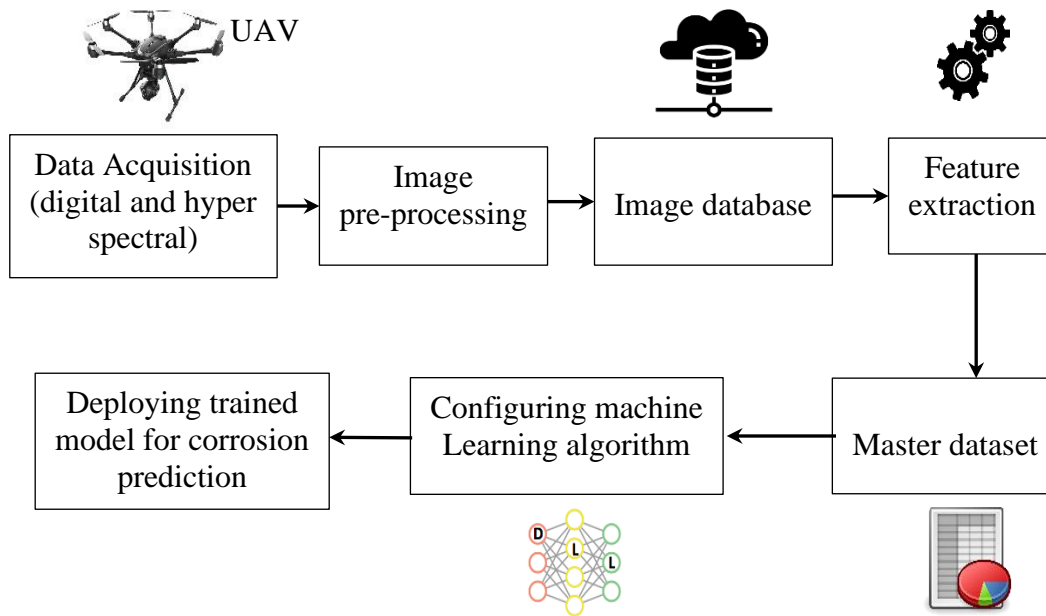 UAV
Data Acquisition
(digital and hyper
spectral)
Image
pre-processing
Image database
Feature
extraction
Master dataset
Configuring machine
Learning algorithm
D
L
L
Deploying trained
model for corrosion
prediction